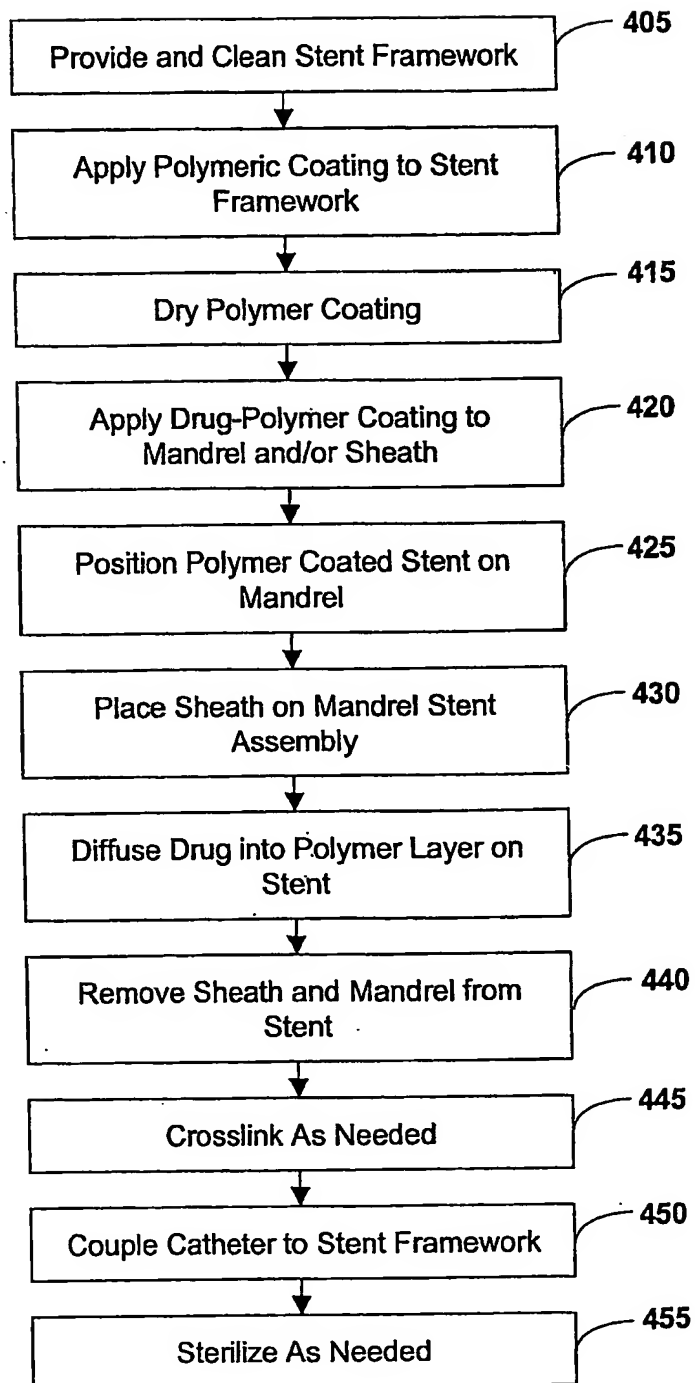 405
Provide and Clean Stent Framework
410
Apply Polymeric Coating to Stent
Framework
415
Dry Polymer Coating
420
Apply Drug-Polymer Coating to
Mandrel and/or Sheath
425
Position Polymer Coated Stent on
Mandrel
430
Place Sheath on Mandrel Stent
Assembly
435
Diffuse Drug into Polymer Layer on
Stent
440
Remove Sheath and Mandrel from
Stent
445
Crosslink As Needed
450
Couple Catheter to Stent Framework
455
Sterilize As Needed